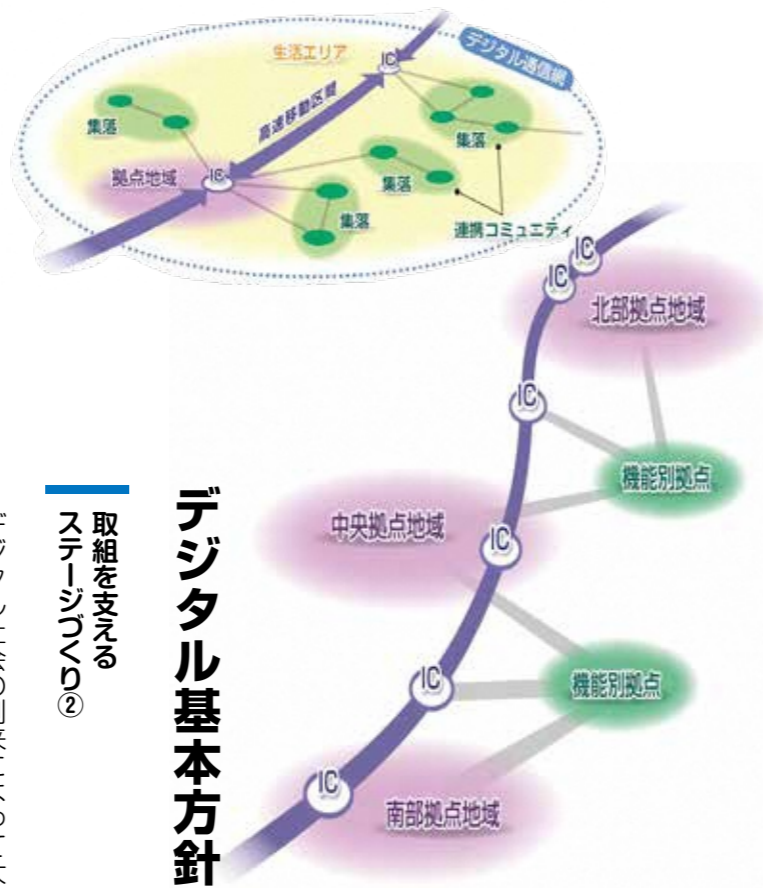 生活エリア
IC
デジタル通信網
高速移動区間
集落
集落
拠点地域
IC
集落
集落
連携コミュニティ
IC
IC
北部拠点地域
IC
機能別拠点
中央拠点地域
IC
機能別拠点
IC
IC
南部拠点地域
デジタル基本方針
取組を支える
ステージづくり②